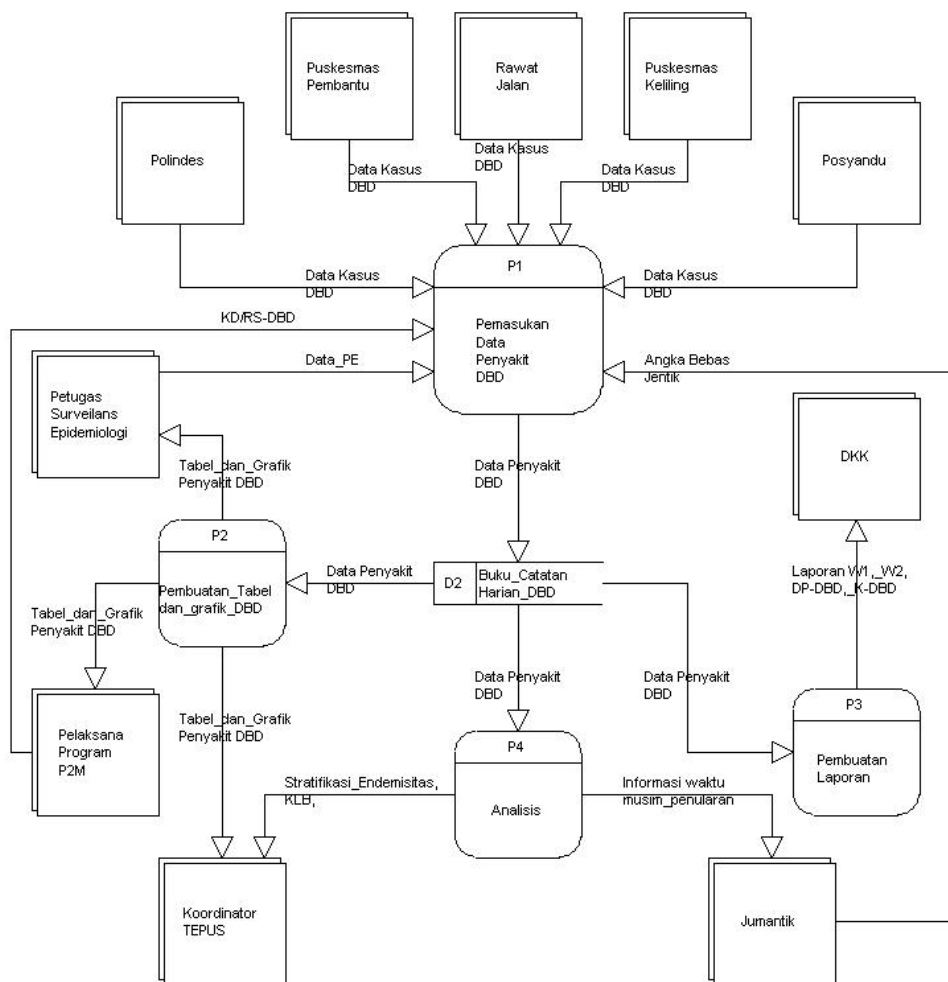 Puskesmas
Pembantu
Rawat
Jalan
Puskesmas
Keliling
Polindes
Posyandu
Data Kasus
DBD
Data Kasus
DBD
Data Kasus
DBD
Data Kasus
DBD
Data Kasus
DBD
P1
Pemasukan
Data
Penyakit
DBD
KD/RS-DBD
Data_PE
Angka Bebas
Jentik
Petugas
Surveilans
Epidemiologi
DKK
Tabel_dan_Grafik
Penyakit DBD
Data Penyakit
DBD
P2
Pembuatan_Tabel
dan_grafik_DBD
Data Penyakit
DBD
D2
Buku_Catatan
Harian_DBD
Laporan W1,_W2,
DP-DBD,_K-DBD
Tabel_dan_Grafik
Penyakit DBD
Data Penyakit
DBD
Data Penyakit
DBD
Pelaksana
Program
P2M
Tabel_dan_Grafik
Penyakit DBD
P4
Analisis
P3
Pembuatan
Laporan
Stratifikasi_Endemisitas,
KLB,
Informasi waktu
musim_penularan
Koordinator
TEPUS
Jumantik